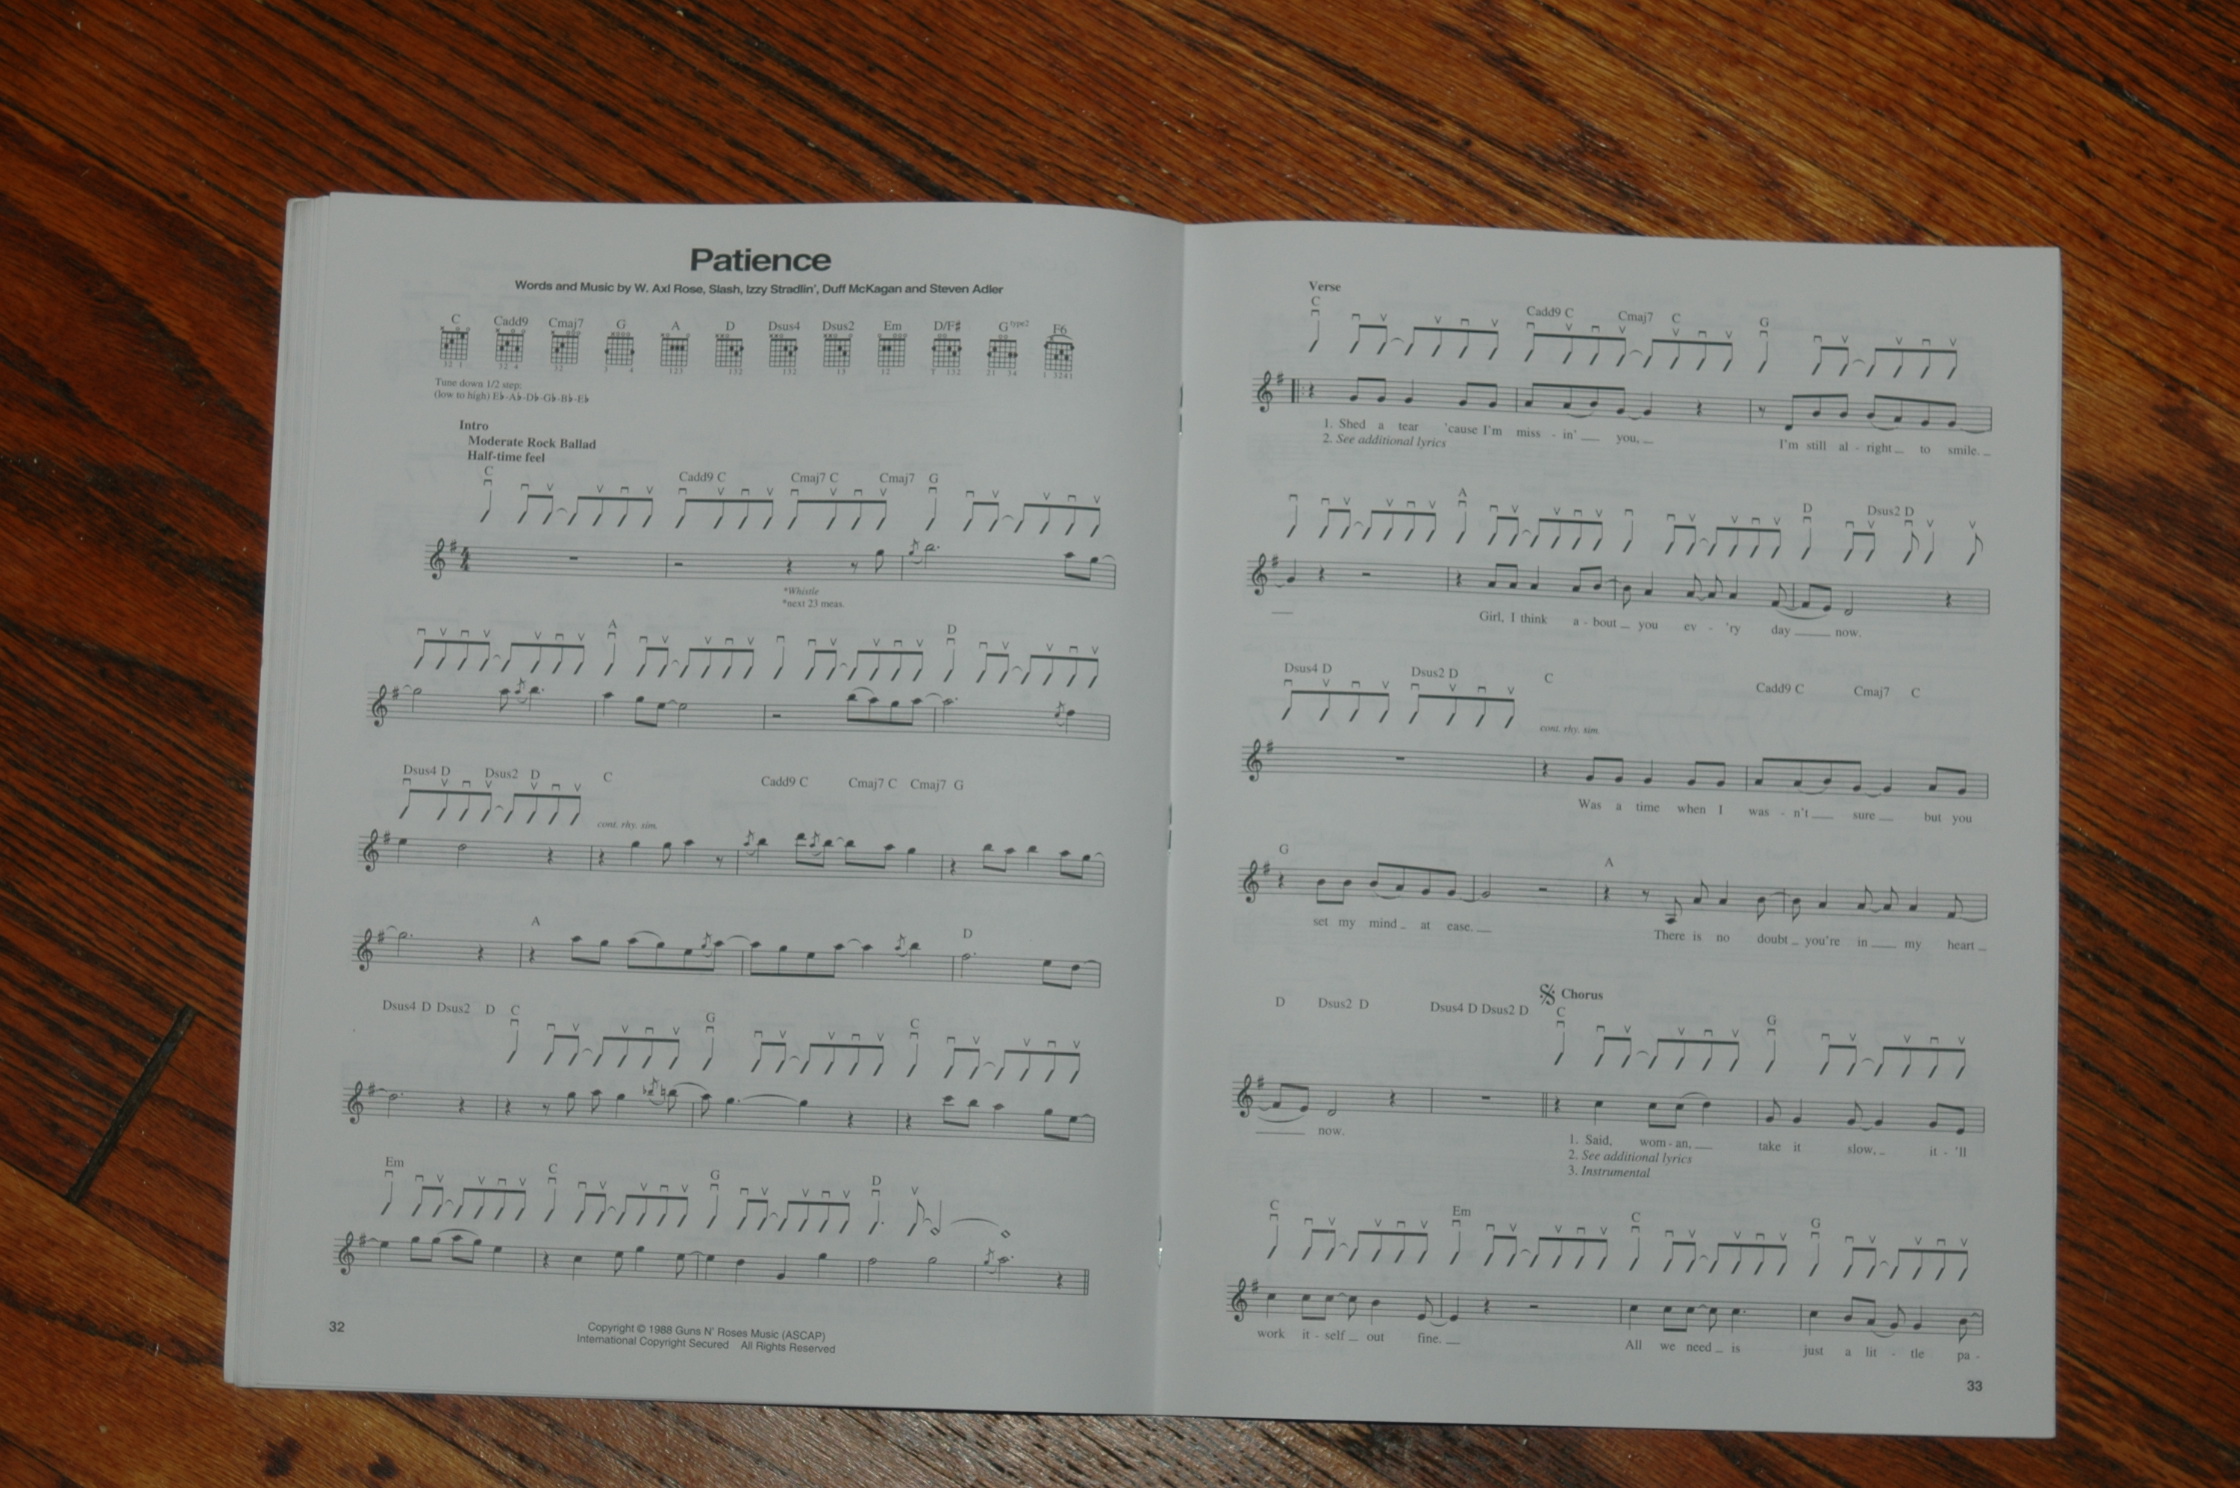 Patience
Words and Music by W. Axl Rose, Slash, Izzy Stradlin', Duff McKagan and Steven Adler
C Cadd9 Cmaj7 G A D Dsus4 Dsus2 Em D/F# G type2 F6
Tune down 1/2 step:
(low to high) E♭-A♭-D♭-G♭-B♭-E♭
Intro
Moderate Rock Ballad
Half-time feel
C Cadd9 C Cmaj7 C Cmaj7 G
*Whistle
*next 23 meas.
A D
Dsus4 D Dsus2 D C Cadd9 C Cmaj7 C Cmaj7 G
cont. rhy. sim.
A D
Dsus4 D Dsus2 D C G C
Em C G D
Copyright © 1988 Guns N' Roses Music (ASCAP)
International Copyright Secured All Rights Reserved
32
Verse
C Cadd9 C Cmaj7 C G
1. Shed a tear 'cause I'm miss - in' you, I'm still al - right to smile.
2. See additional lyrics
A D Dsus2 D
Girl, I think a - bout you ev - 'ry day now.
Dsus4 D Dsus2 D C Cadd9 C Cmaj7 C
cont. rhy. sim.
Was a time when I was - n't sure but you
G A
set my mind at ease. There is no doubt you're in my heart
𝄋 Chorus
D Dsus2 D Dsus4 D Dsus2 D C G
now. 1. Said, wom - an, take it slow, it - 'll
2. See additional lyrics
3. Instrumental
C Em C G
work it - self out fine. All we need is just a lit - tle pa -
33